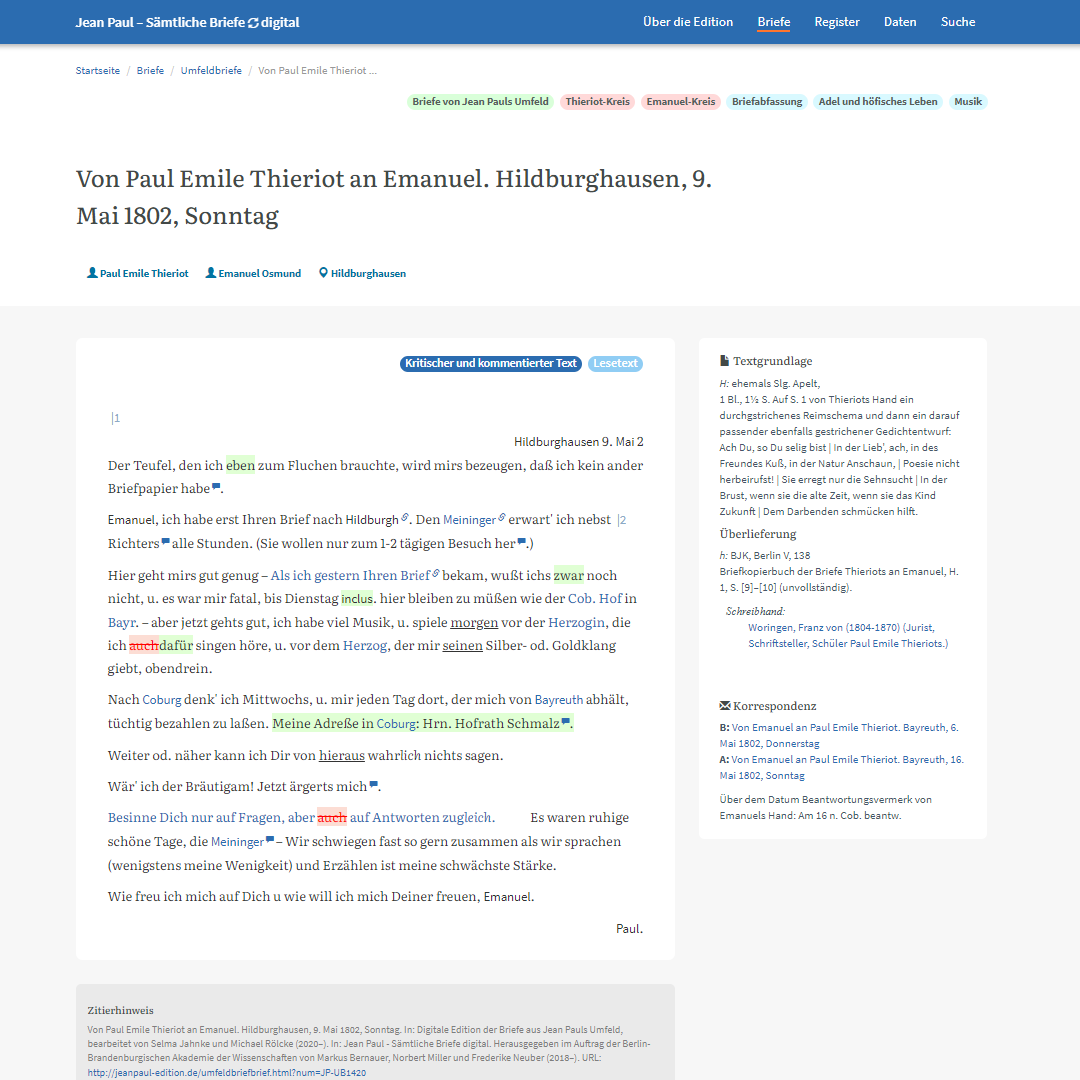 Jean Paul – Sämtliche Briefe digital
Über die Edition Briefe Register Daten Suche
Startseite / Briefe / Umfeldbriefe / Von Paul Emile Thieriot ...
Briefe von Jean Pauls Umfeld Thieriot-Kreis Emanuel-Kreis Briefabfassung Adel und höfisches Leben Musik
Von Paul Emile Thieriot an Emanuel. Hildburghausen, 9.
Mai 1802, Sonntag
Paul Emile Thieriot Emanuel Osmund Hildburghausen
Kritischer und kommentierter Text Lesetext
|1
Hildburghausen 9. Mai 2
Der Teufel, den ich eben zum Fluchen brauchte, wird mirs bezeugen, daß ich kein ander
Briefpapier habe.
Emanuel, ich habe erst Ihren Brief nach Hildburgh. Den Meininger erwart' ich nebst |2
Richters alle Stunden. (Sie wollen nur zum 1-2 tägigen Besuch her.)
Hier geht mirs gut genug – Als ich gestern Ihren Brief bekam, wußt ichs zwar noch
nicht, u. es war mir fatal, bis Dienstag inclus. hier bleiben zu müßen wie der Cob. Hof in
Bayr. – aber jetzt gehts gut, ich habe viel Musik, u. spiele morgen vor der Herzogin, die
ich auchdafür singen höre, u. vor dem Herzog, der mir seinen Silber- od. Goldklang
giebt, obendrein.
Nach Coburg denk' ich Mittwochs, u. mir jeden Tag dort, der mich von Bayreuth abhält,
tüchtig bezahlen zu laßen. Meine Adreße in Coburg: Hrn. Hofrath Schmalz.
Weiter od. näher kann ich Dir von hieraus wahrlich nichts sagen.
Wär' ich der Bräutigam! Jetzt ärgerts mich.
Besinne Dich nur auf Fragen, aber auch auf Antworten zugleich. Es waren ruhige
schöne Tage, die Meininger – Wir schwiegen fast so gern zusammen als wir sprachen
(wenigstens meine Wenigkeit) und Erzählen ist meine schwächste Stärke.
Wie freu ich mich auf Dich u wie will ich mich Deiner freuen, Emanuel.
Paul.
Textgrundlage
H: ehemals Slg. Apelt,
1 Bl., 1½ S. Auf S. 1 von Thieriots Hand ein
durchgstrichenes Reimschema und dann ein darauf
passender ebenfalls gestrichener Gedichtentwurf:
Ach Du, so Du selig bist | In der Lieb', ach, in des
Freundes Kuß, in der Natur Anschaun, | Poesie nicht
herbeirufst! | Sie erregt nur die Sehnsucht | In der
Brust, wenn sie die alte Zeit, wenn sie das Kind
Zukunft | Dem Darbenden schmücken hilft.
Überlieferung
h: BJK, Berlin V, 138
Briefkopierbuch der Briefe Thieriots an Emanuel, H.
1, S. [9]–[10] (unvollständig).
Schreibhand:
Woringen, Franz von (1804-1870) (Jurist,
Schriftsteller, Schüler Paul Emile Thieriots.)
Korrespondenz
B: Von Emanuel an Paul Emile Thieriot. Bayreuth, 6.
Mai 1802, Donnerstag
A: Von Emanuel an Paul Emile Thieriot. Bayreuth, 16.
Mai 1802, Sonntag
Über dem Datum Beantwortungsvermerk von
Emanuels Hand: Am 16 n. Cob. beantw.
Zitierhinweis
Von Paul Emile Thieriot an Emanuel. Hildburghausen, 9. Mai 1802, Sonntag. In: Digitale Edition der Briefe aus Jean Pauls Umfeld,
bearbeitet von Selma Jahnke und Michael Rölcke (2020–). In: Jean Paul - Sämtliche Briefe digital. Herausgegeben im Auftrag der Berlin-
Brandenburgischen Akademie der Wissenschaften von Markus Bernauer, Norbert Miller und Frederike Neuber (2018–). URL:
http://jeanpaul-edition.de/umfeldbriefbrief.html?num=JP-UB1420